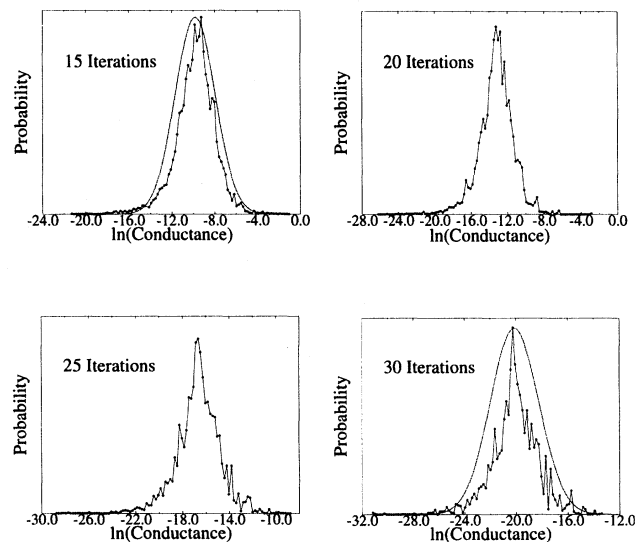 Probability
15 Iterations
-24.0 -20.0 -16.0 -12.0 -8.0 -4.0 0.0
ln(Conductance)
Probability
20 Iterations
-28.0 -24.0 -20.0 -16.0 -12.0 -8.0 -4.0 0.0
ln(Conductance)
Probability
25 Iterations
-30.0 -26.0 -22.0 -18.0 -14.0 -10.0
ln(Conductance)
Probability
30 Iterations
-32.0 -28.0 -24.0 -20.0 -16.0 -12.0
ln(Conductance)